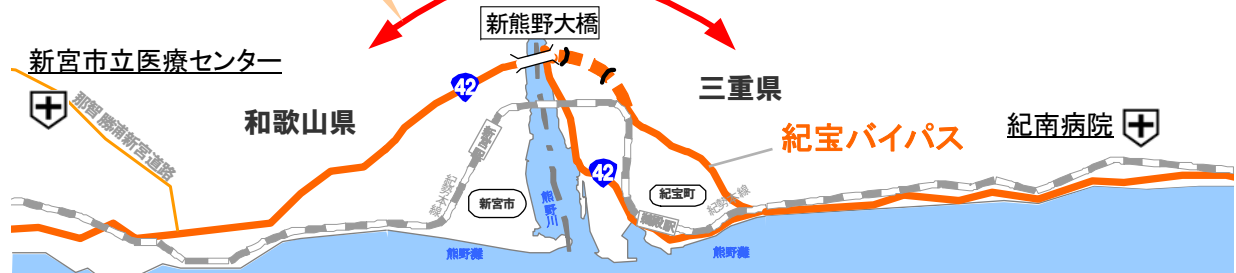 新熊野大橋
新宮市立医療センター
42
三重県
和歌山県
紀南病院
那智勝浦新宮道路
紀宝バイパス
新宮駅
42
紀勢本線
新宮市
熊野川
紀宝町
紀勢本線
鵜殿駅
熊野灘
熊野灘